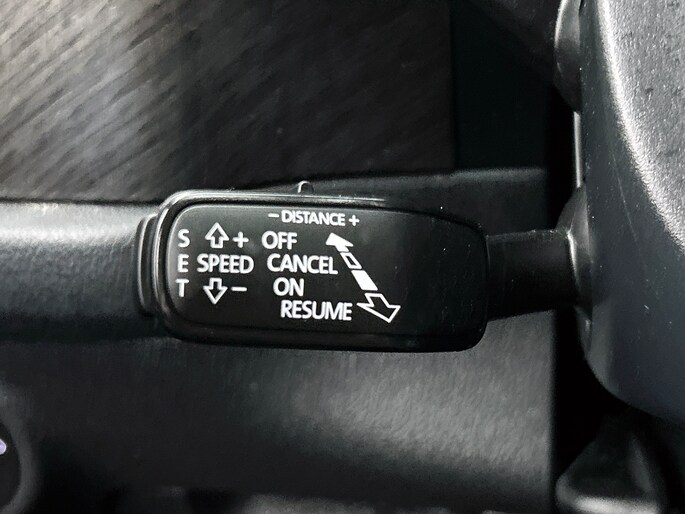 - DISTANCE +
S + OFF
E SPEED CANCEL
T - ON
RESUME